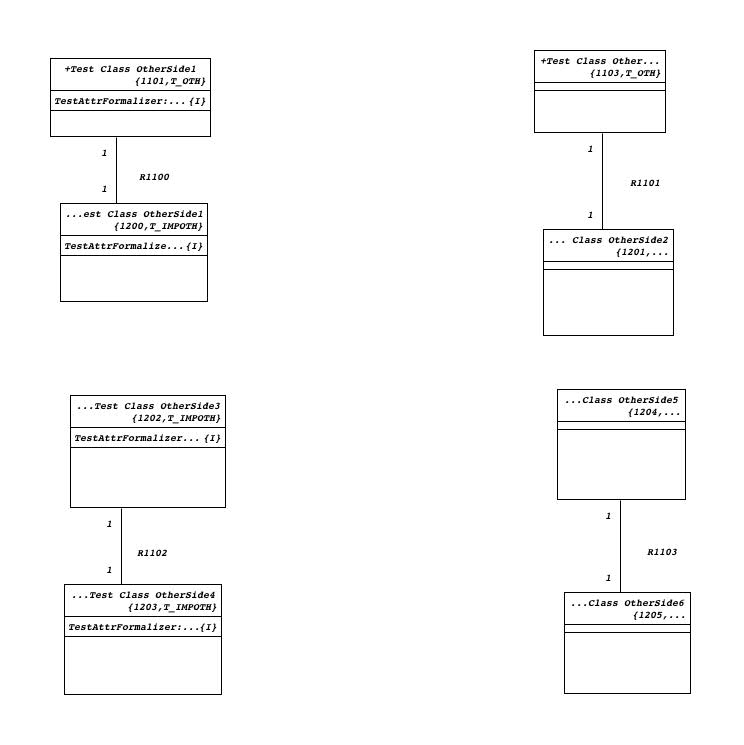 +Test Class OtherSide1
{1101,T_OTH}
TestAttrFormalizer:... {I}
1
R1100
1
...est Class OtherSide1
{1200,T_IMPOTH}
TestAttrFormalize... {I}
+Test Class Other...
{1103,T_OTH}
1
R1101
1
... Class OtherSide2
{1201,...
...Test Class OtherSide3
{1202,T_IMPOTH}
TestAttrFormalizer... {I}
1
R1102
1
...Test Class OtherSide4
{1203,T_IMPOTH}
TestAttrFormalizer:...{I}
...Class OtherSide5
{1204,...
1
R1103
1
...Class OtherSide6
{1205,...